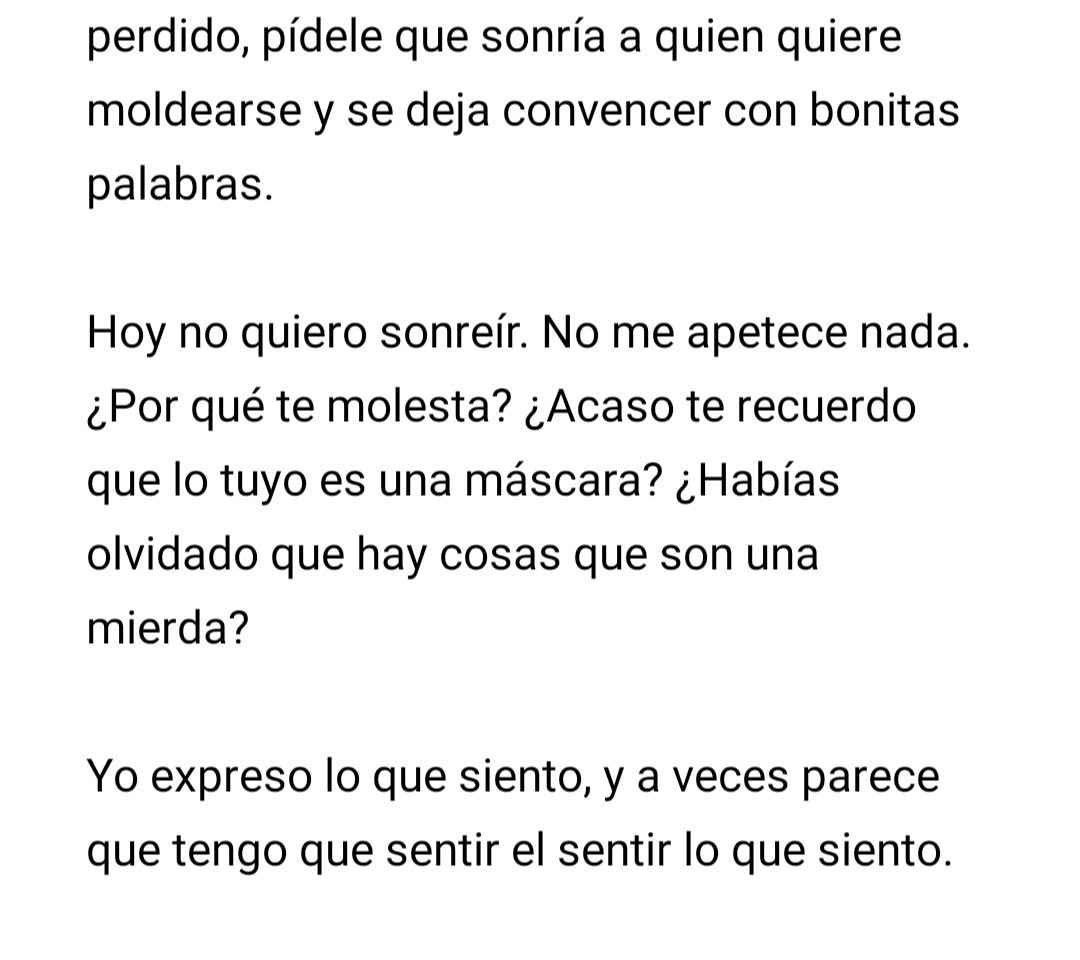 perdido, pídele que sonría a quien quiere
moldearse y se deja convencer con bonitas
palabras.
Hoy no quiero sonreír. No me apetece nada.
¿Por qué te molesta? ¿Acaso te recuerdo
que lo tuyo es una máscara? ¿Habías
olvidado que hay cosas que son una
mierda?
Yo expreso lo que siento, y a veces parece
que tengo que sentir el sentir lo que siento.